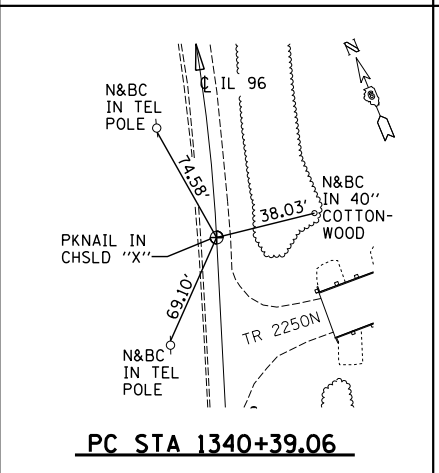 N
℄ IL 96
N&BC
IN TEL
POLE
74.58'
N&BC
IN 40"
COTTON-
WOOD
38.03'
PKNAIL IN
CHSLD "X"
69.10'
TR 2250N
N&BC
IN TEL
POLE
PC STA 1340+39.06